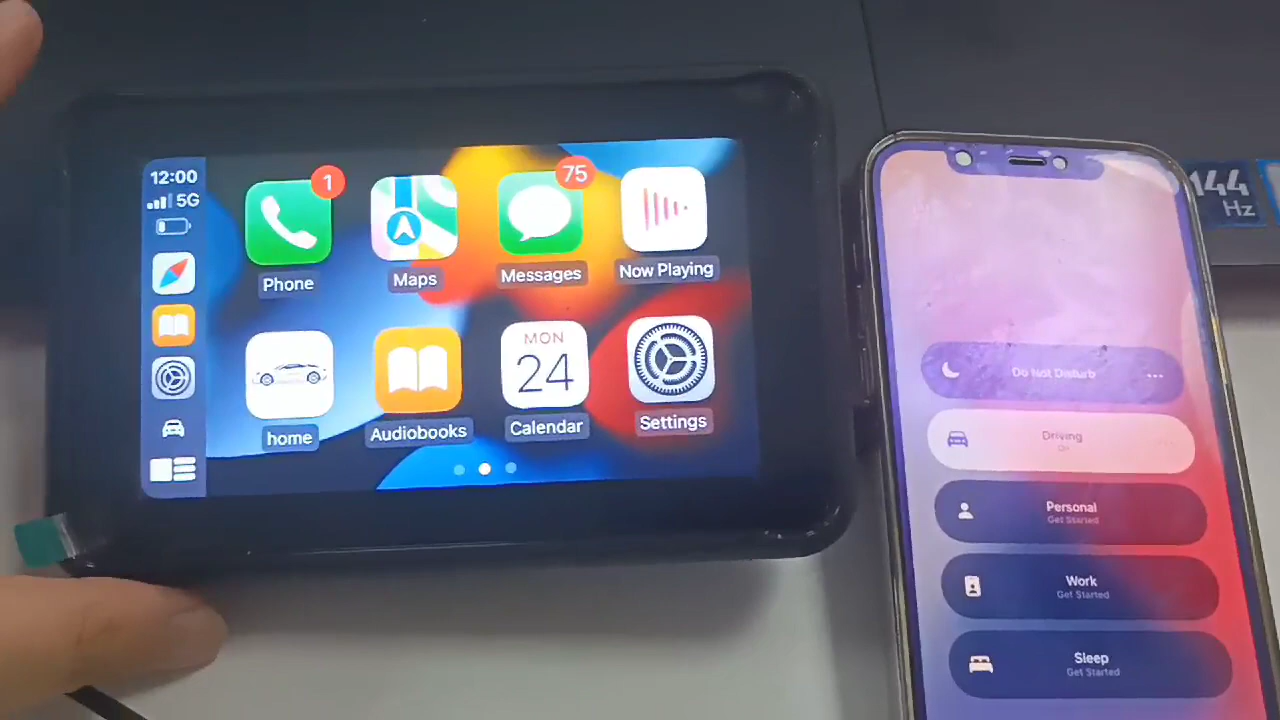 12:00
5G
1
75
Phone
Maps
Messages
Now Playing
MON
24
home
Audiobooks
Calendar
Settings
144
Hz
Do Not Disturb
Driving
On
Personal
Get Started
Work
Get Started
Sleep
Get Started